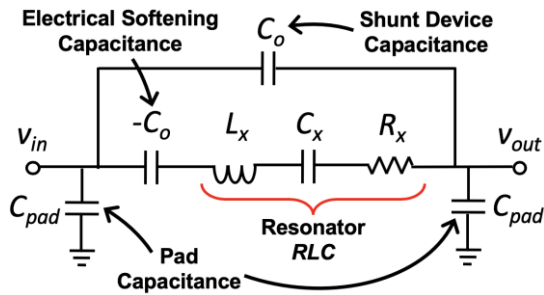 Electrical Softening
Capacitance
Co
Shunt Device
Capacitance
vin
-Co
Lx
Cx
Rx
vout
Cpad
Cpad
Resonator
RLC
Pad
Capacitance